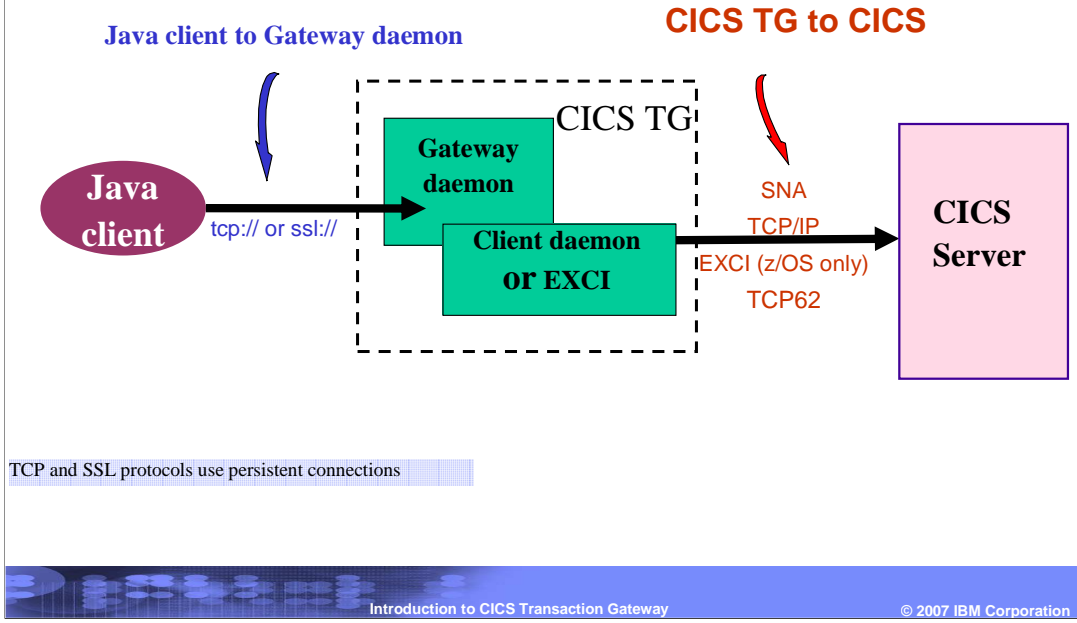 Java client to Gateway daemon
CICS TG to CICS
CICS TG
Gateway
daemon
Java
client
tcp:// or ssl://
Client daemon
or EXCI
SNA
TCP/IP
EXCI (z/OS only)
TCP62
CICS
Server
TCP and SSL protocols use persistent connections
Introduction to CICS Transaction Gateway
© 2007 IBM Corporation